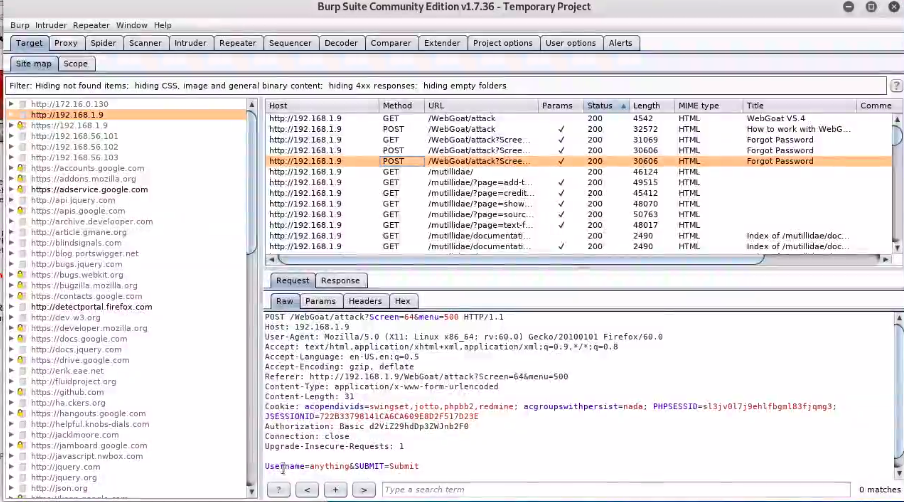 Burp Suite Community Edition v1.7.36 - Temporary Project
Burp Intruder Repeater Window Help
Target Proxy Spider Scanner Intruder Repeater Sequencer Decoder Comparer Extender Project options User options Alerts
Site map Scope
Filter: Hiding not found items; hiding CSS, image and general binary content; hiding 4xx responses; hiding empty folders
?
http://172.16.0.130
http://192.168.1.9
https://192.168.1.9
http://192.168.56.101
http://192.168.56.102
http://192.168.56.103
https://accounts.google.com
https://addons.mozilla.org
https://adservice.google.com
http://api.jquery.com
https://apis.google.com
http://archive.develooper.com
http://article.gmane.org
http://blindsignals.com
http://blog.portswigger.net
http://bugs.jquery.com
https://bugs.webkit.org
https://bugzilla.mozilla.org
https://contacts.google.com
http://detectportal.firefox.com
http://dev.w3.org
https://developer.mozilla.org
http://docs.jquery.com
https://drive.google.com
http://erik.eae.net
http://fluidproject.org
https://github.com
http://ha.ckers.org
https://hangouts.google.com
http://helpful.knobs-dials.com
http://jacklmoore.com
https://jamboard.google.com
http://javascript.nwbox.com
http://jquery.com
http://jquery.org
Host Method URL Params Status Length MIME type Title Comme
http://192.168.1.9 GET /WebGoat/attack 200 4542 HTML WebGoat V5.4
http://192.168.1.9 POST /WebGoat/attack ✓ 200 32572 HTML How to work with WebG...
http://192.168.1.9 GET /WebGoat/attack?Scree... ✓ 200 31069 HTML Forgot Password
http://192.168.1.9 POST /WebGoat/attack?Scree... ✓ 200 30606 HTML Forgot Password
http://192.168.1.9 POST /WebGoat/attack?Scree... ✓ 200 30606 HTML Forgot Password
http://192.168.1.9 GET /mutillidae/ 200 46124 HTML
http://192.168.1.9 GET /mutillidae/?page=add-t... ✓ 200 49515 HTML
http://192.168.1.9 GET /mutillidae/?page=credit... ✓ 200 45412 HTML
http://192.168.1.9 GET /mutillidae/?page=show... ✓ 200 48070 HTML
http://192.168.1.9 GET /mutillidae/?page=sourc... ✓ 200 50763 HTML
http://192.168.1.9 GET /mutillidae/?page=text-f... ✓ 200 48017 HTML
http://192.168.1.9 GET /mutillidae/documentati... 200 2490 HTML Index of /mutillidae/doc...
http://192.168.1.9 GET /mutillidae/documentati... ✓ 200 2490 HTML Index of /mutillidae/doc...
Request Response
Raw Params Headers Hex
POST /WebGoat/attack?Screen=64&menu=500 HTTP/1.1
Host: 192.168.1.9
User-Agent: Mozilla/5.0 (X11; Linux x86_64; rv:60.0) Gecko/20100101 Firefox/60.0
Accept: text/html,application/xhtml+xml,application/xml;q=0.9,*/*;q=0.8
Accept-Language: en-US,en;q=0.5
Accept-Encoding: gzip, deflate
Referer: http://192.168.1.9/WebGoat/attack?Screen=64&menu=500
Content-Type: application/x-www-form-urlencoded
Content-Length: 31
Cookie: acopendivids=swingset,jotto,phpbb2,redmine; acgroupswithpersist=nada; PHPSESSID=sl3jv0l7j9ehlfbgml83fjqmg3;
JSESSIONID=722B33798141CA6CA609E8D2F517D23E
Authorization: Basic d2ViZ29hdDp3ZWJnb2F0
Connection: close
Upgrade-Insecure-Requests: 1
Username=anything&SUBMIT=Submit
? < + > Type a search term 0 matches